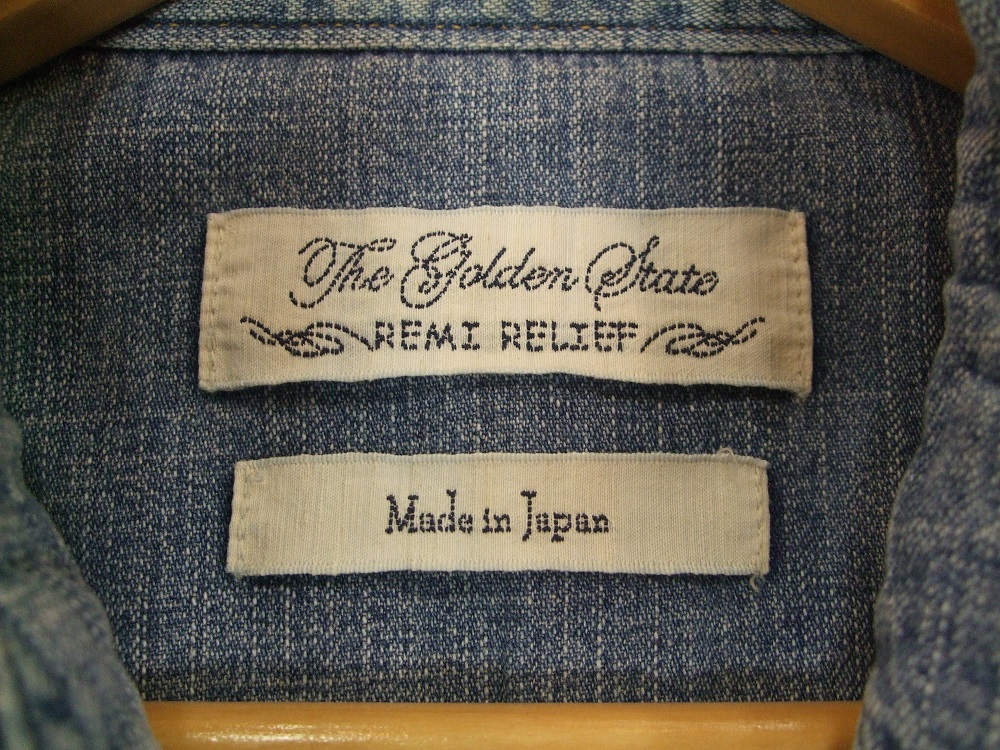 The Golden State
REMI RELIEF
Made in Japan